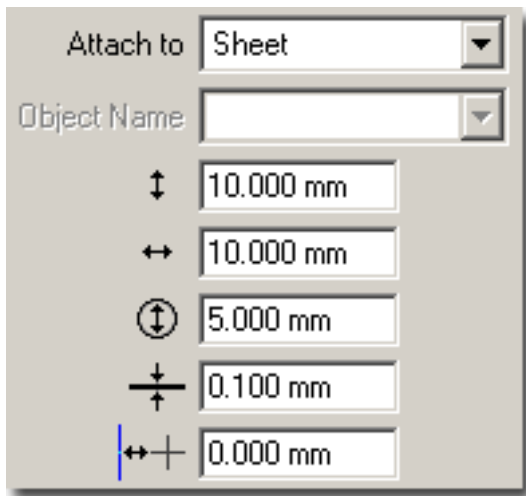 Attach to Sheet
Object Name
10.000 mm
10.000 mm
5.000 mm
0.100 mm
0.000 mm